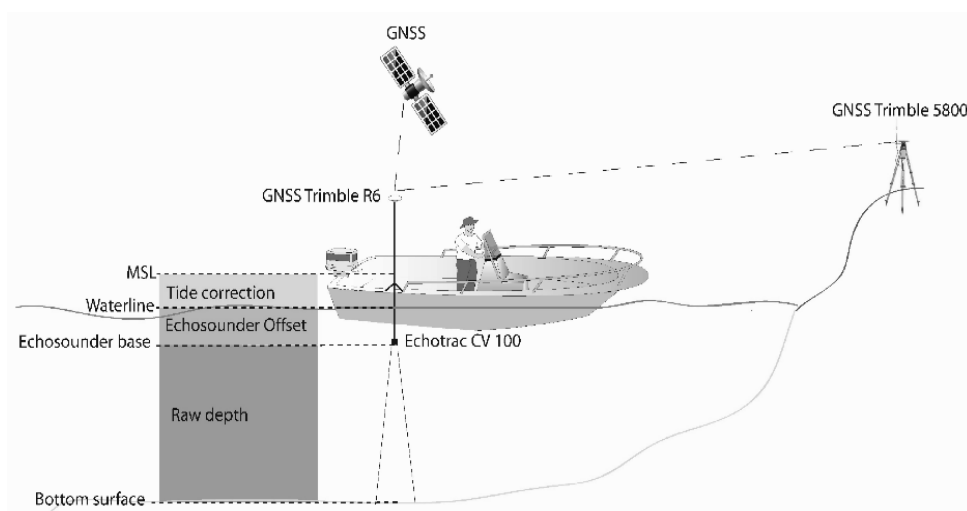 GNSS
GNSS Trimble 5800
GNSS Trimble R6
MSL
Tide correction
Waterline
Echosounder Offset
Echosounder base
Echotrac CV 100
Raw depth
Bottom surface